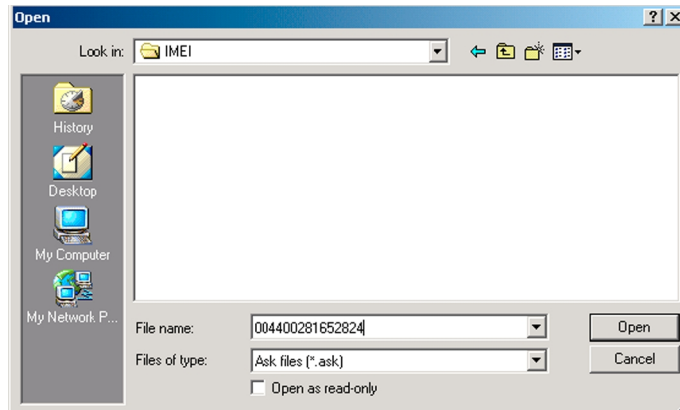 Open
Look in: IMEI
History
Desktop
My Computer
My Network P...
File name: 004400281652824
Open
Files of type: Ask files (*.ask)
Cancel
Open as read-only